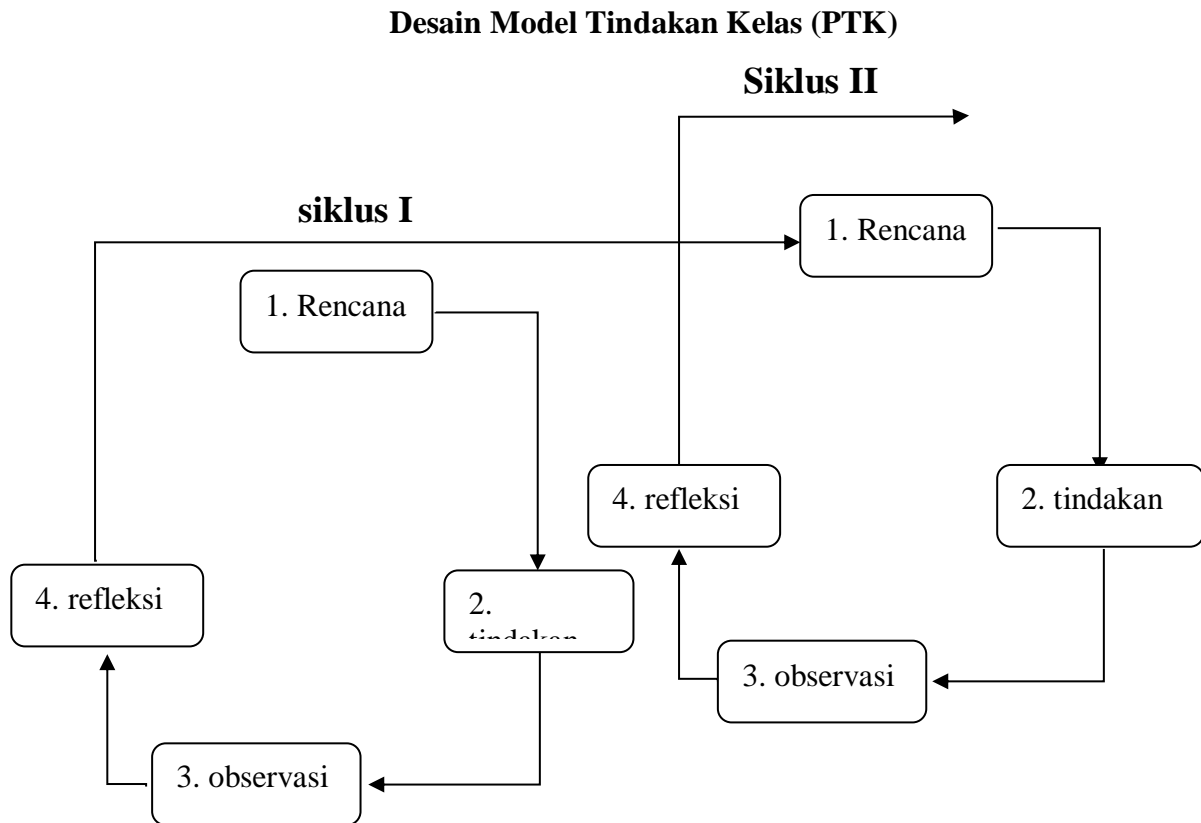 Desain Model Tindakan Kelas (PTK)
Siklus II
siklus I
1. Rencana
1. Rencana
4. refleksi
2. tindakan
4. refleksi
2.
tindakan
3. observasi
3. observasi